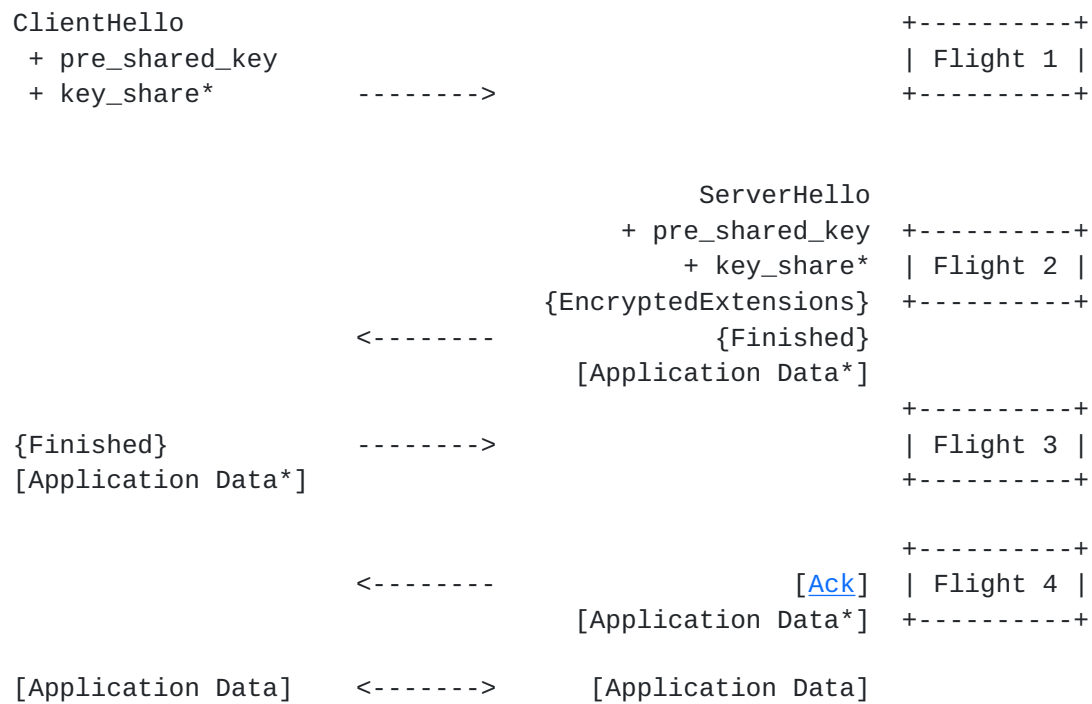 ClientHello                                              +----------+
 + pre_shared_key                                        | Flight 1 |
 + key_share*         -------->                          +----------+
                                            ServerHello
                                       + pre_shared_key  +----------+
                                           + key_share*  | Flight 2 |
                                  {EncryptedExtensions}  +----------+
                      <--------              {Finished}
                                    [Application Data*]
                                                         +----------+
{Finished}            -------->                          | Flight 3 |
[Application Data*]                                      +----------+
                                                         +----------+
                      <--------                   [Ack]  | Flight 4 |
                                    [Application Data*]  +----------+
[Application Data]    <------->      [Application Data]